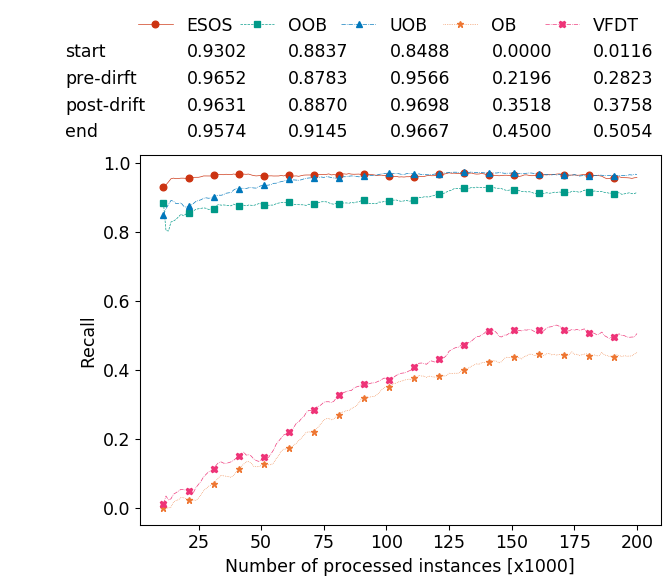 ESOS OOB UOB OB VFDT
start 0.9302 0.8837 0.8488 0.0000 0.0116
pre-dirft 0.9652 0.8783 0.9566 0.2196 0.2823
post-drift 0.9631 0.8870 0.9698 0.3518 0.3758
end 0.9574 0.9145 0.9667 0.4500 0.5054
1.0
0.8
0.6
0.4
0.2
0.0
Recall
25 50 75 100 125 150 175 200
Number of processed instances [x1000]